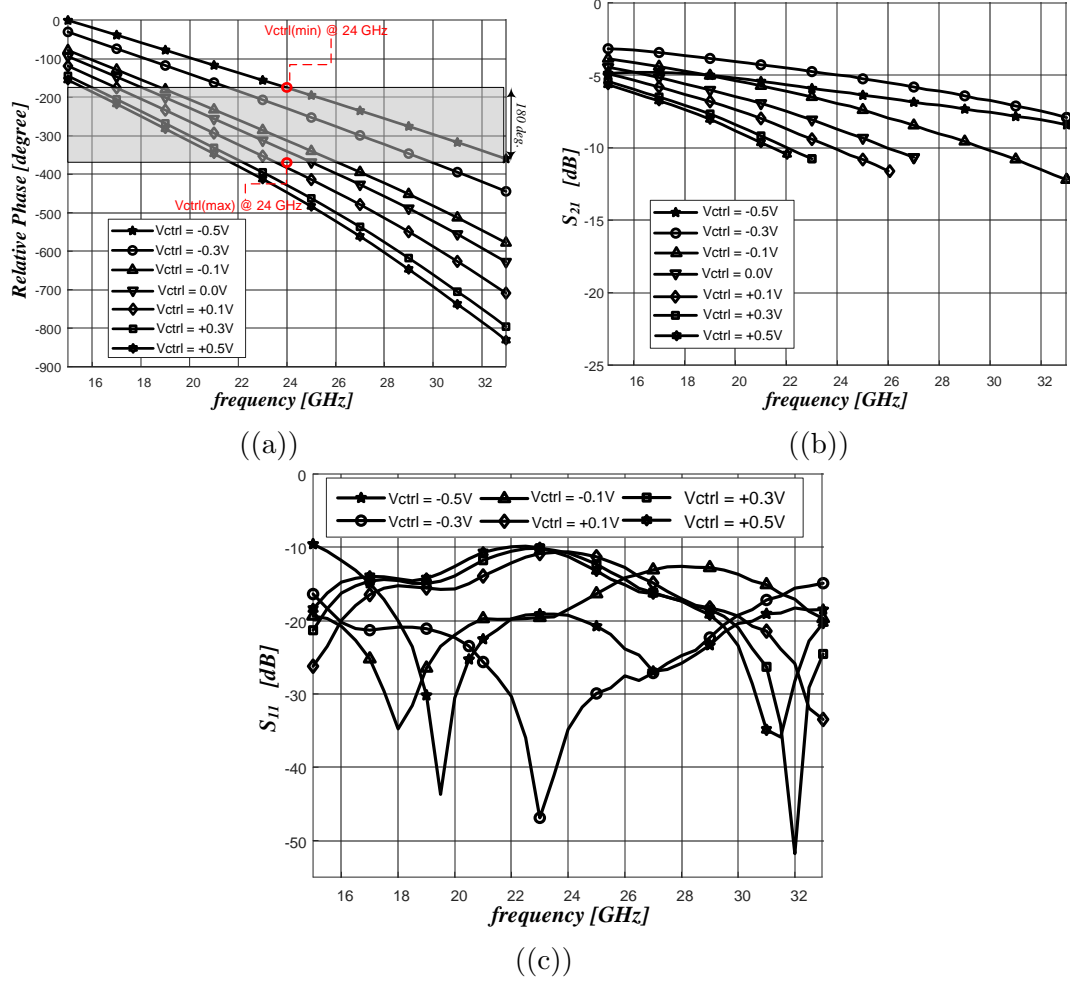 Relative Phase [degree]
0
-100
-200
-300
-400
-500
-600
-700
-800
-900
Vctrl(min) @ 24 GHz
180 deg.
Vctrl(max) @ 24 GHz
Vctrl = -0.5V
Vctrl = -0.3V
Vctrl = -0.1V
Vctrl = 0.0V
Vctrl = +0.1V
Vctrl = +0.3V
Vctrl = +0.5V
16 18 20 22 24 26 28 30 32 33
frequency [GHz]
((a))
S21 [dB]
0
-5
-10
-15
-20
-25
Vctrl = -0.5V
Vctrl = -0.3V
Vctrl = -0.1V
Vctrl = 0.0V
Vctrl = +0.1V
Vctrl = +0.3V
Vctrl = +0.5V
16 18 20 22 24 26 28 30 32 33
frequency [GHz]
((b))
S11 [dB]
0
-10
-20
-30
-40
-50
Vctrl = -0.5V Vctrl = -0.1V Vctrl = +0.3V
Vctrl = -0.3V Vctrl = +0.1V Vctrl = +0.5V
16 18 20 22 24 26 28 30 32 33
frequency [GHz]
((c))